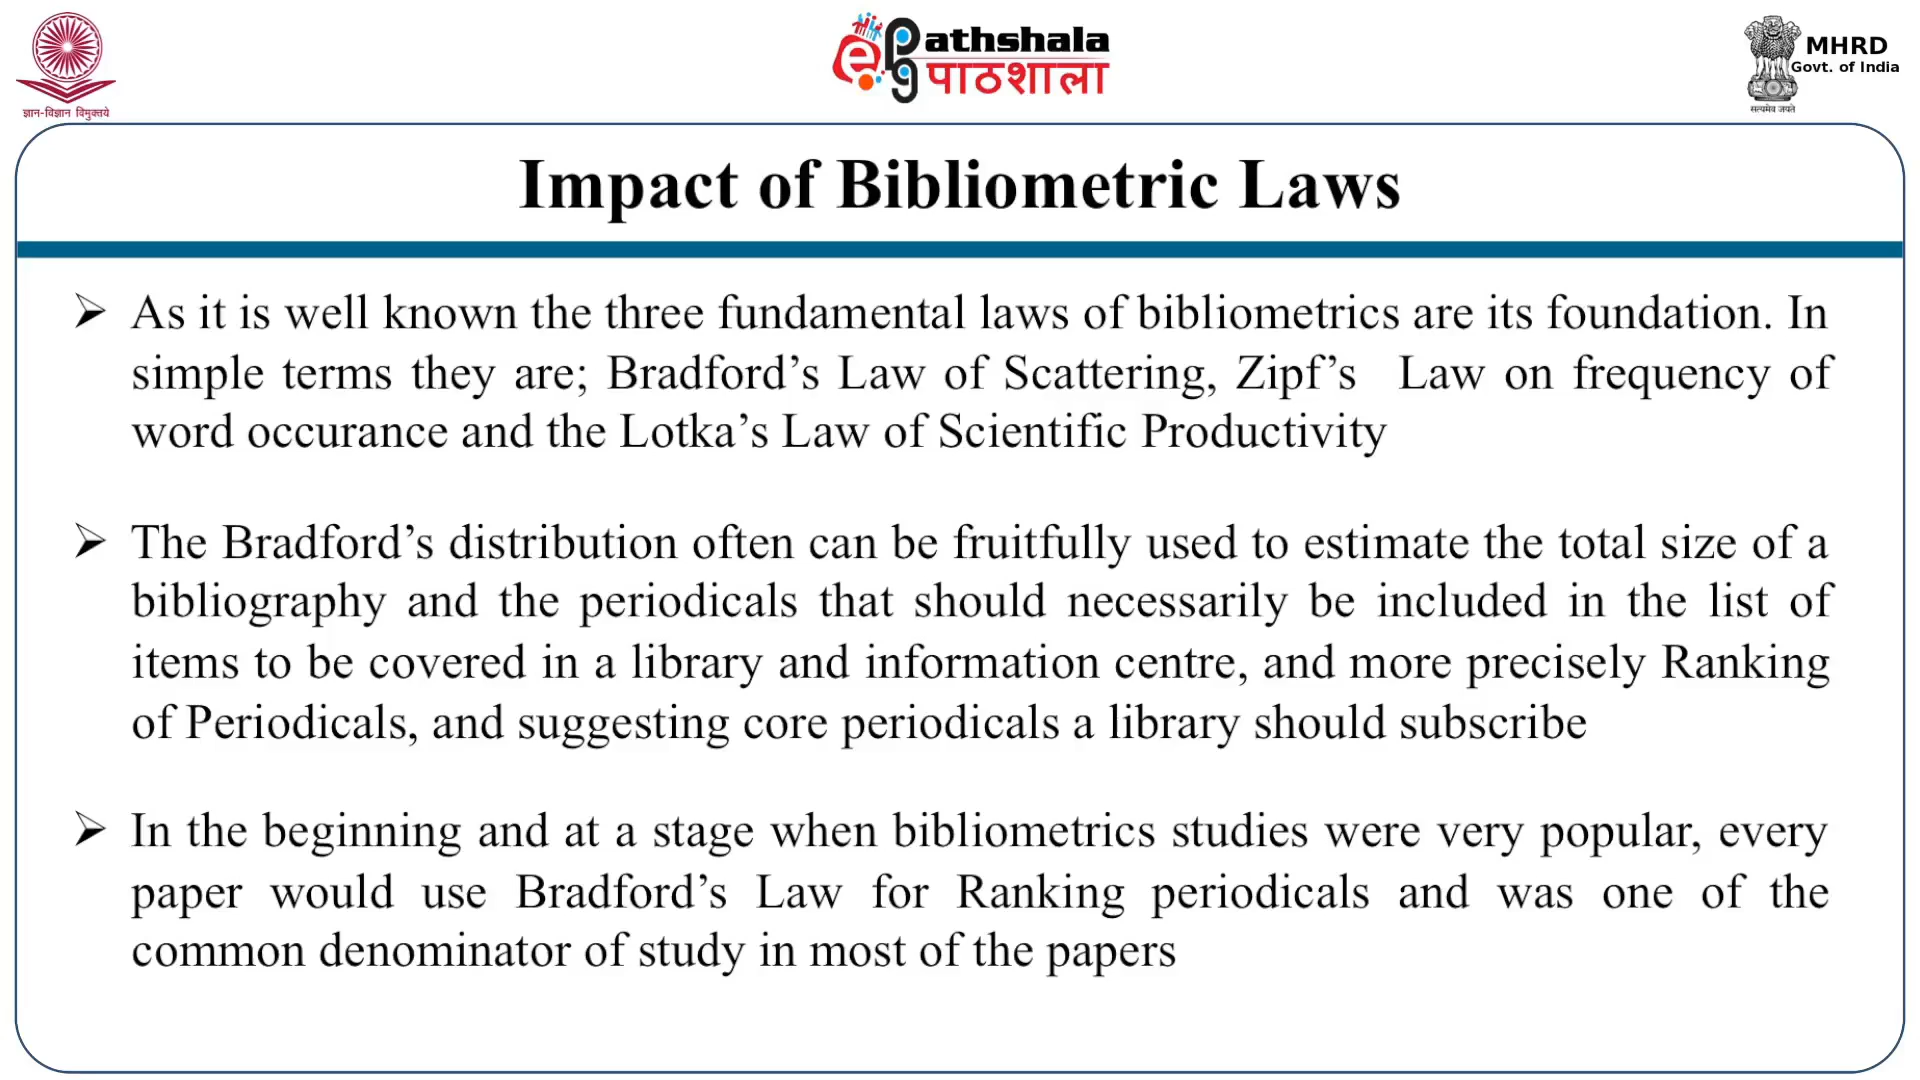 ज्ञान-विज्ञान विमुक्तये
ePg Pathshala
पाठशाला
MHRD
Govt. of India
सत्यमेव जयते
Impact of Bibliometric Laws
➢ As it is well known the three fundamental laws of bibliometrics are its foundation. In
simple terms they are; Bradford’s Law of Scattering, Zipf’s Law on frequency of
word occurance and the Lotka’s Law of Scientific Productivity
➢ The Bradford’s distribution often can be fruitfully used to estimate the total size of a
bibliography and the periodicals that should necessarily be included in the list of
items to be covered in a library and information centre, and more precisely Ranking
of Periodicals, and suggesting core periodicals a library should subscribe
➢ In the beginning and at a stage when bibliometrics studies were very popular, every
paper would use Bradford’s Law for Ranking periodicals and was one of the
common denominator of study in most of the papers